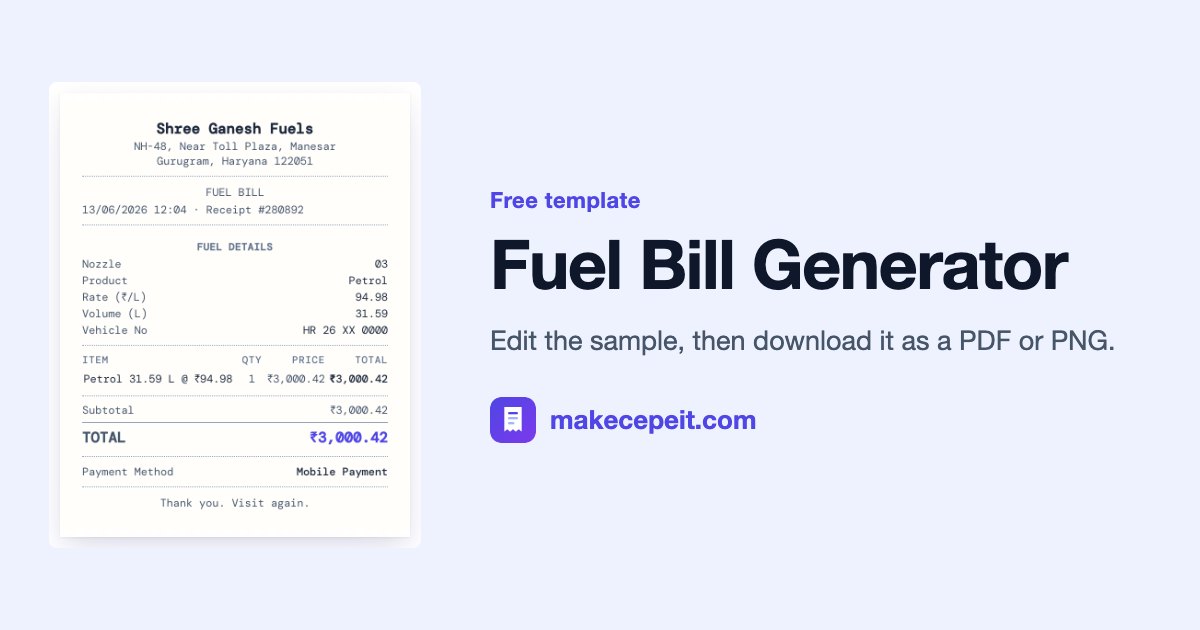 Shree Ganesh Fuels
NH-48, Near Toll Plaza, Manesar
Gurugram, Haryana 122051
FUEL BILL
13/06/2026 12:04 · Receipt #280892
FUEL DETAILS
Nozzle 03
Product Petrol
Rate (₹/L) 94.98
Volume (L) 31.59
Vehicle No HR 26 XX 0000
ITEM QTY PRICE TOTAL
Petrol 31.59 L @ ₹94.98 1 ₹3,000.42 ₹3,000.42
Subtotal ₹3,000.42
TOTAL ₹3,000.42
Payment Method Mobile Payment
Thank you. Visit again.
Free template
Fuel Bill Generator
Edit the sample, then download it as a PDF or PNG.
makecepeit.com